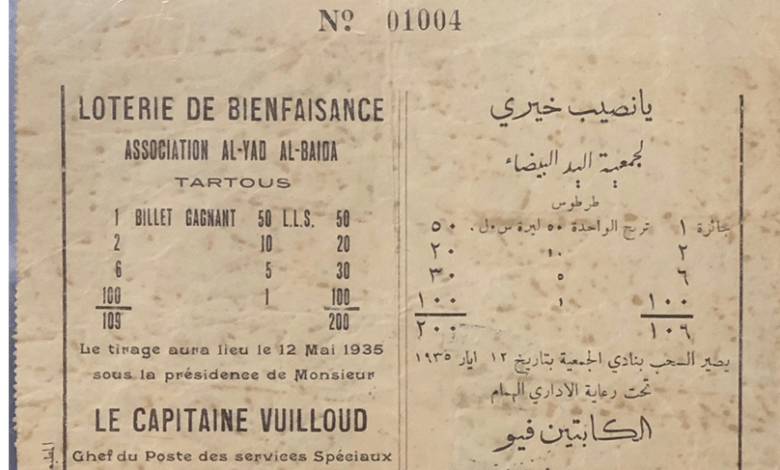 Nº 01004
LOTERIE DE BIENFAISANCE
ASSOCIATION AL-YAD AL-BAIDA
TARTOUS
1 BILLET GAGNANT 50 L.L.S. 50
2 10 20
6 5 30
100 1 100
109 200
Le tirage aura lieu le 12 Mai 1935
sous la présidence de Monsieur
LE CAPITAINE VUILLOUD
Chef du Poste des services Spéciaux
يانصيب خيري
لجمعية اليد البيضاء
طرطوس
جائزة ١ تربح الواحدة ٥٠ ليرة س.ل. ٥٠
٢ ١٠ ٢٠
٦ ٥ ٣٠
١٠٠ ١ ١٠٠
١٠٦ ٢٠٠
يصير السحب بنادي الجمعية بتاريخ ١٢ ايار ١٩٣٥
تحت رعاية الاداري الهمام
الكابتين فيو